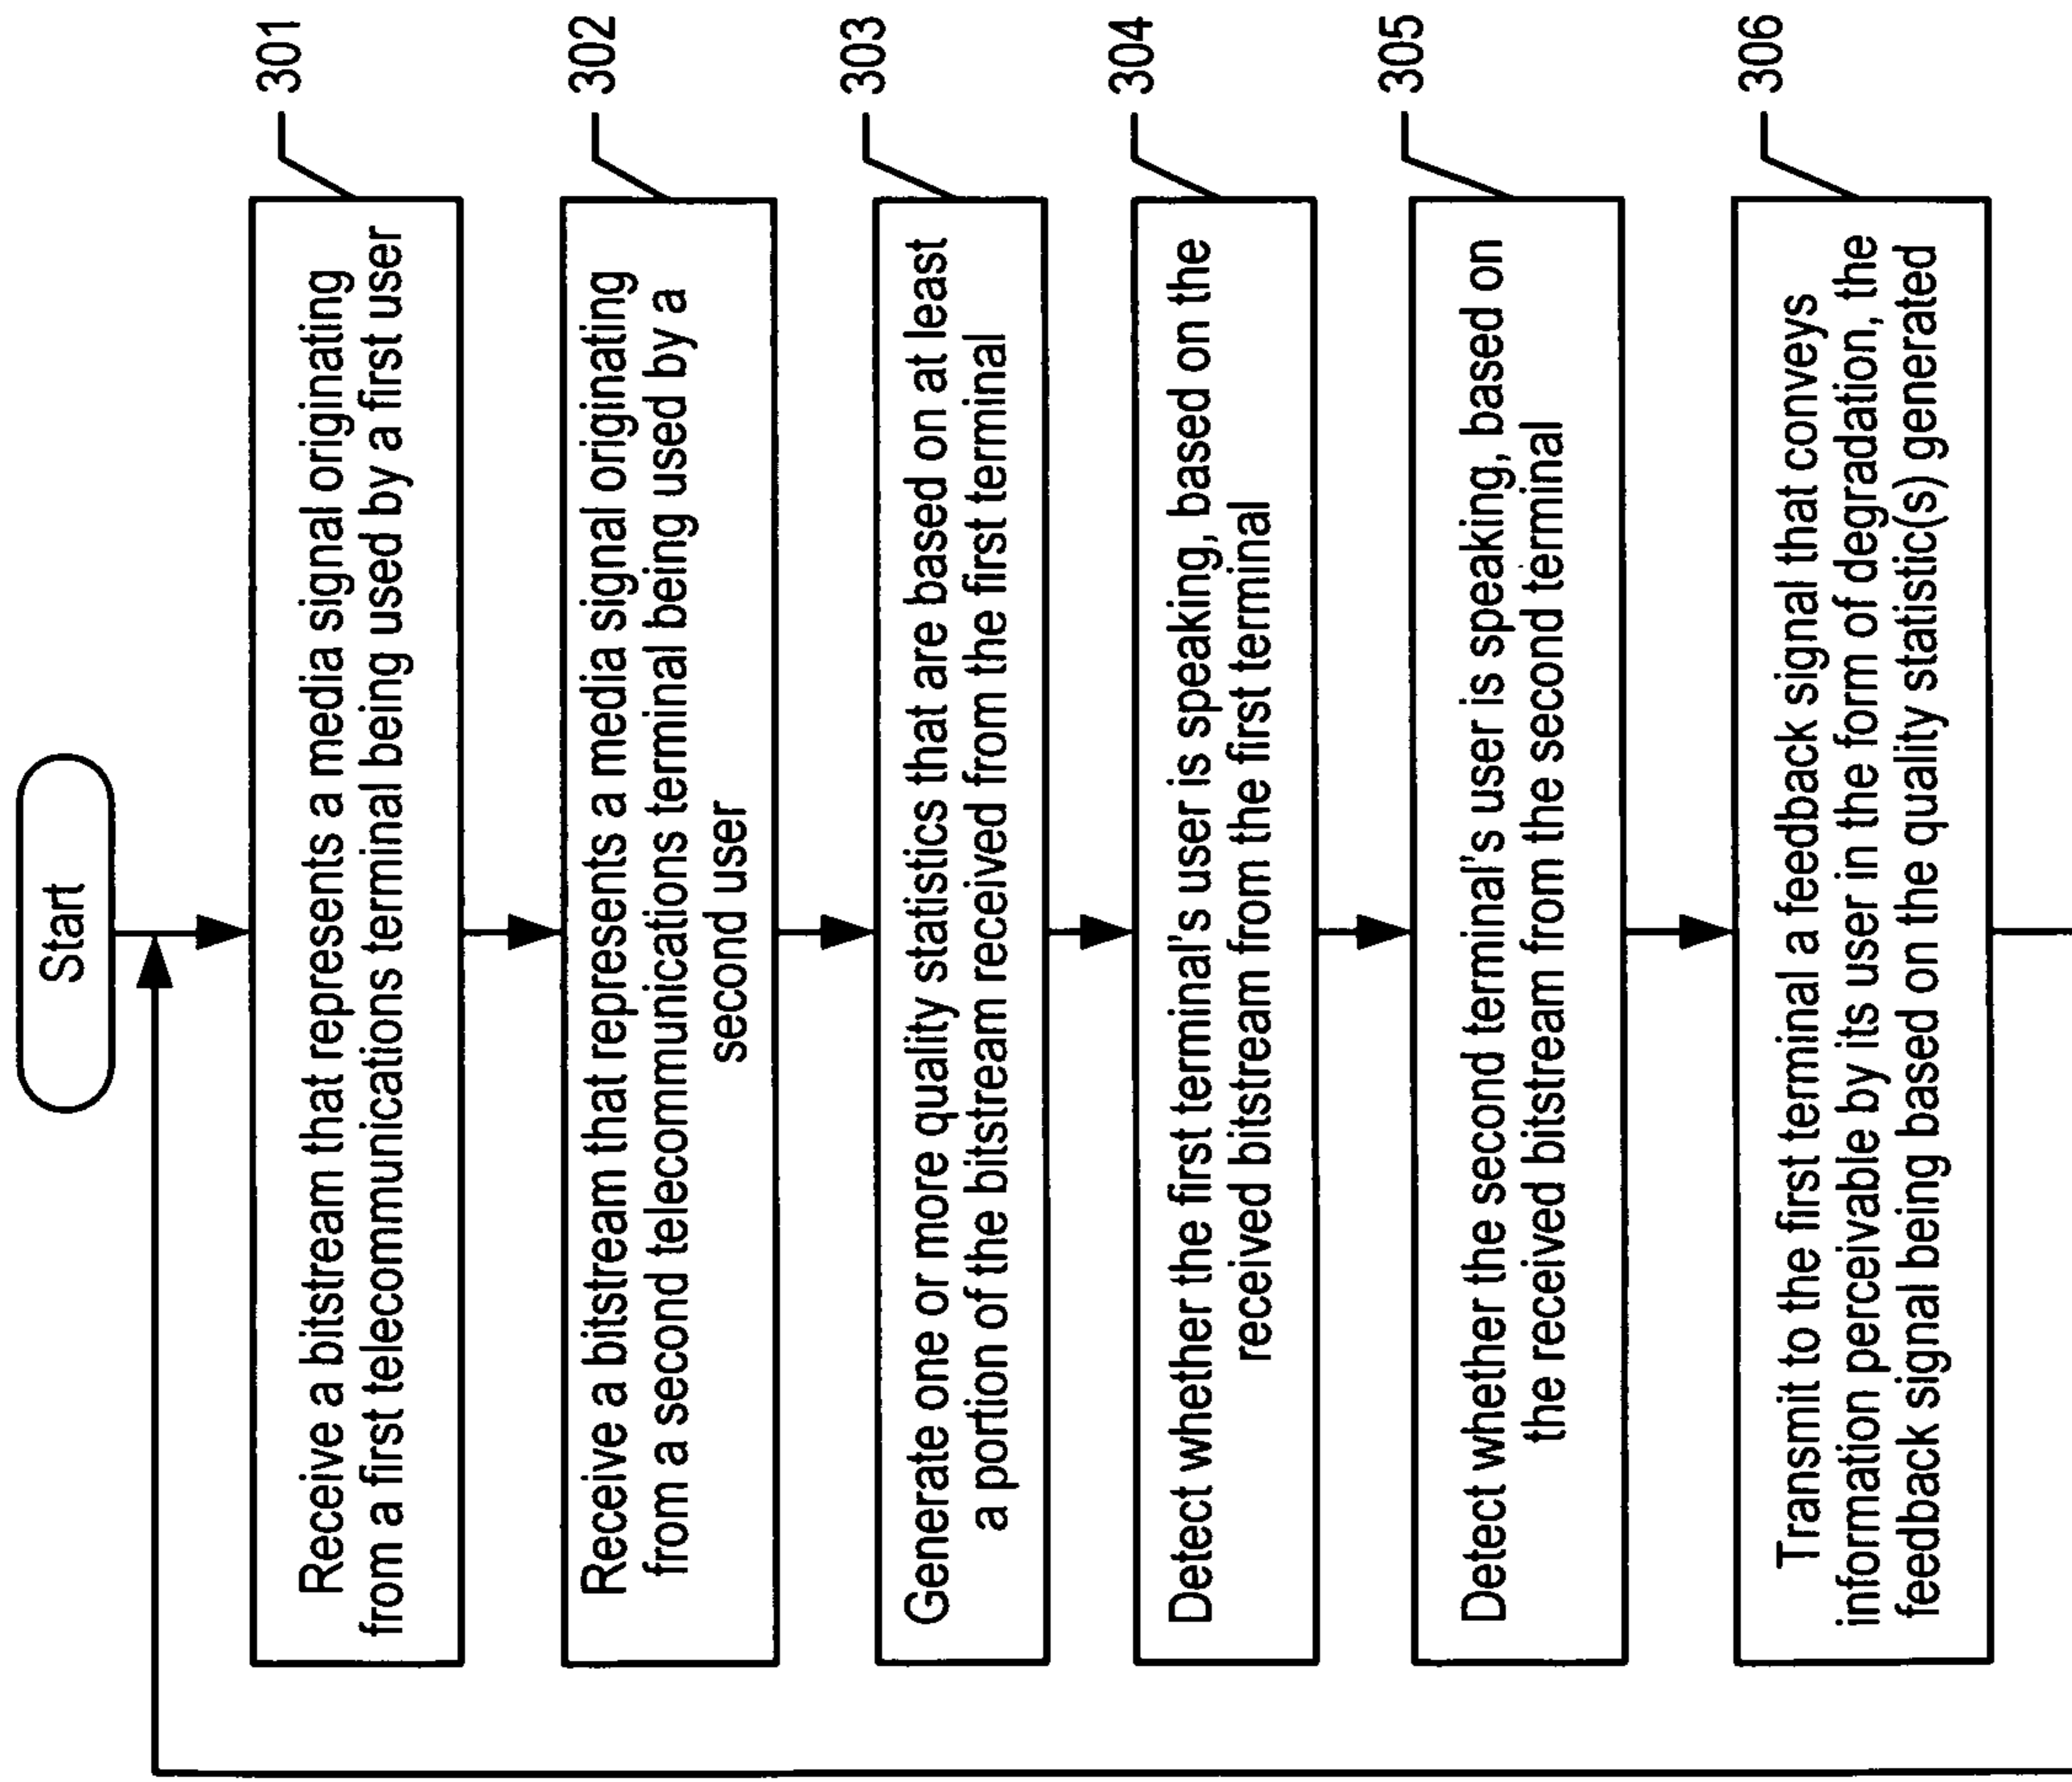 Start
301
Receive a bitstream that represents a media signal originating
from a first telecommunications terminal being used by a first user
302
Receive a bitstream that represents a media signal originating
from a second telecommunications terminal being used by a
second user
303
Generate one or more quality statistics that are based on at least
a portion of the bitstream received from the first terminal
304
Detect whether the first terminal's user is speaking, based on the
received bitstream from the first terminal
305
Detect whether the second terminal's user is speaking, based on
the received bitstream from the second terminal
306
Transmit to the first terminal a feedback signal that conveys
information perceivable by its user in the form of degradation, the
feedback signal being based on the quality statistic(s) generated